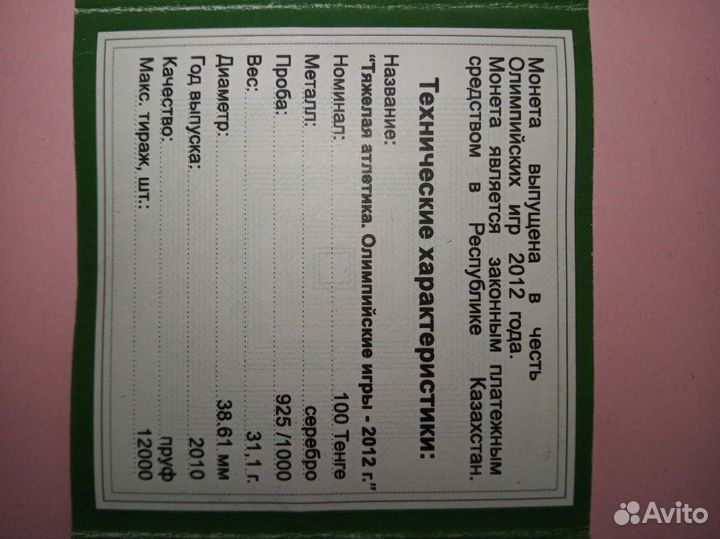 Монета выпущена в честь
Олимпийских игр 2012 года.
Монета является законным платежным
средством в Республике Казахстан.
Технические характеристики:
Название:
"Тяжелая атлетика. Олимпийские игры - 2012 г."
Номинал:..............................100 Тенге
Металл:..............................серебро
Проба:..............................925 /1000
Вес:..............................31,1 г.
Диаметр:..............................38,61 мм
Год выпуска:..............................2010
Качество:..............................пруф
Макс. тираж, шт.:..............................12000
Avito